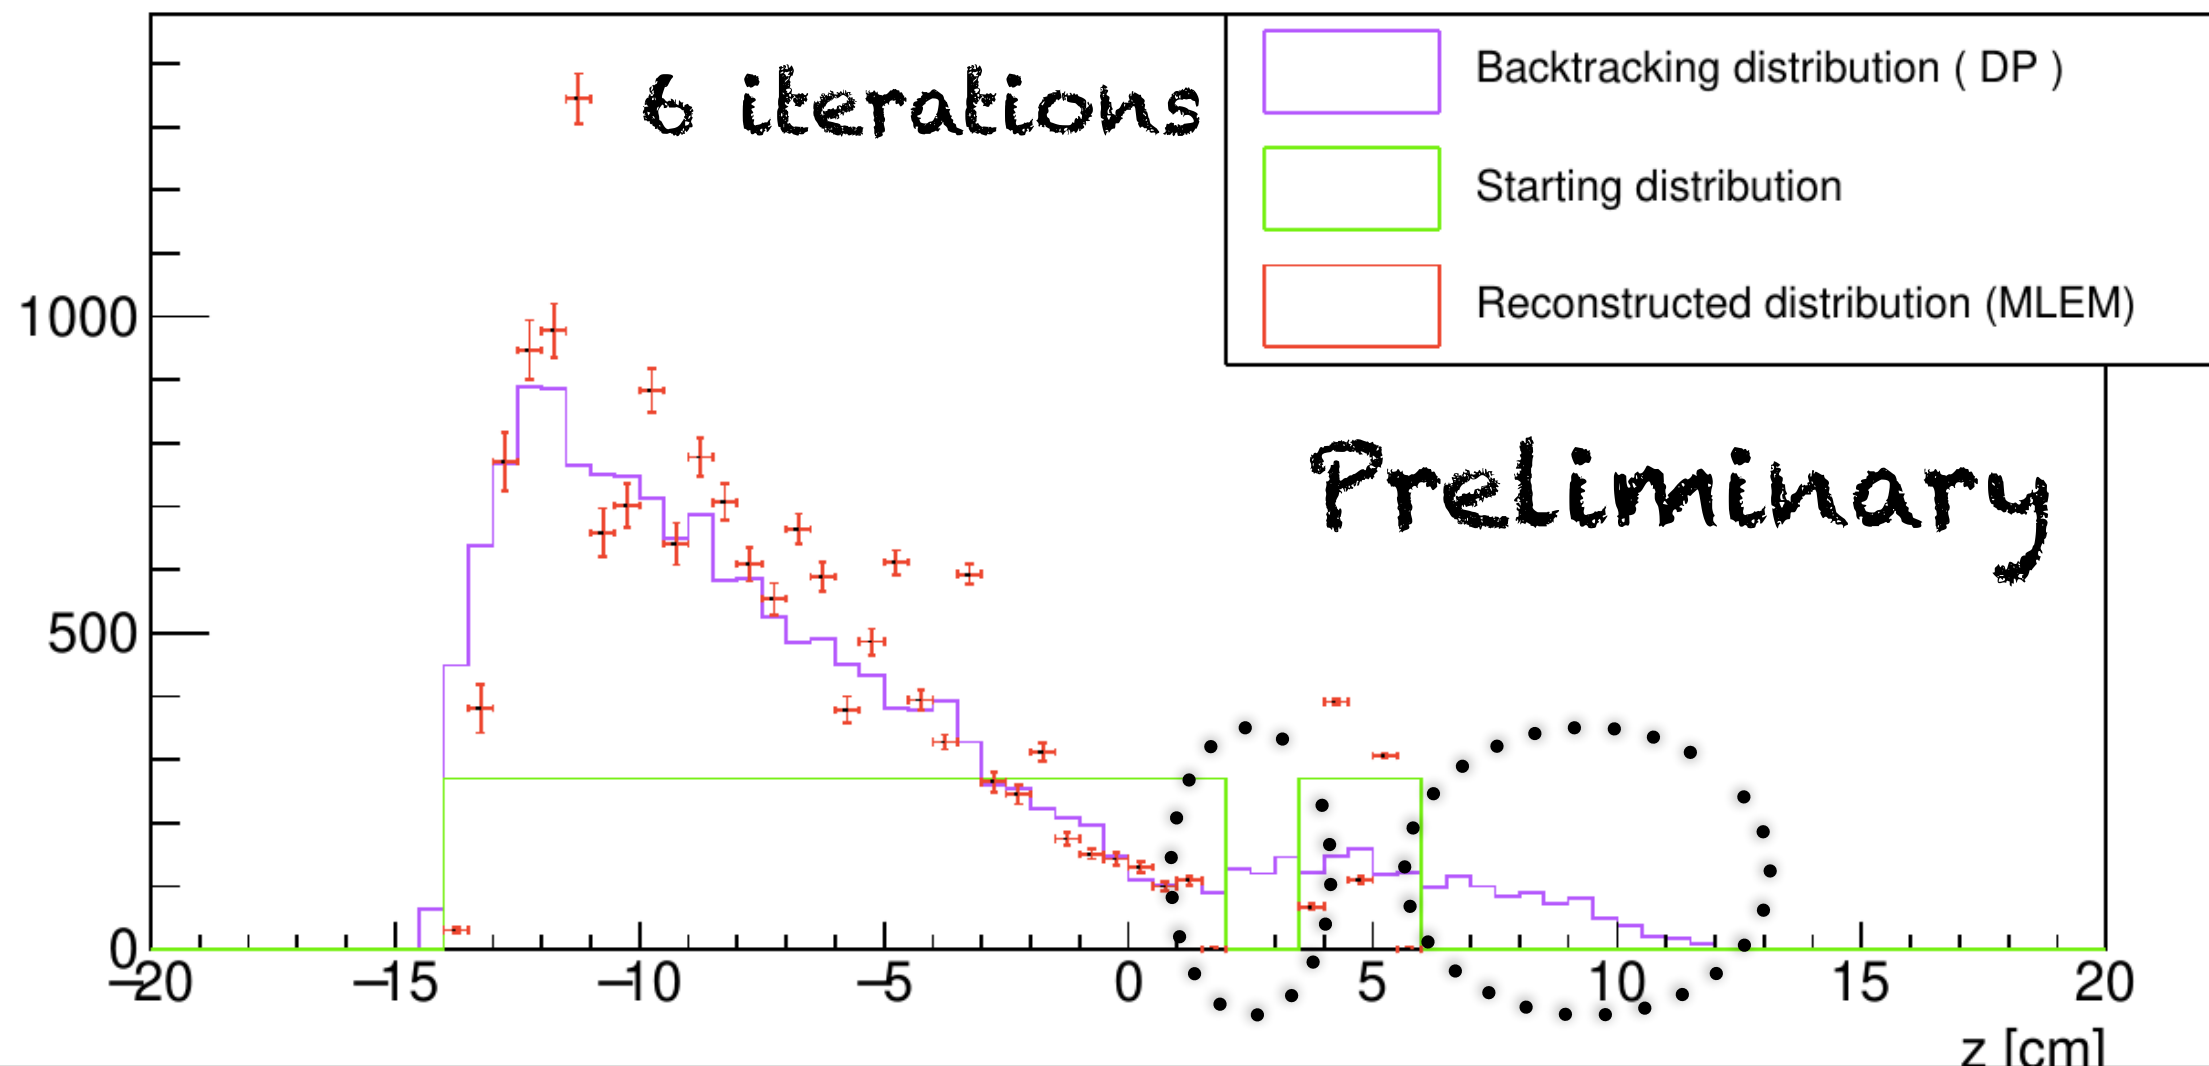 6 iterations
Backtracking distribution ( DP )
Starting distribution
Reconstructed distribution (MLEM)
Preliminary
1000
500
0
−20 −15 −10 −5 0 5 10 15 20
z [cm]